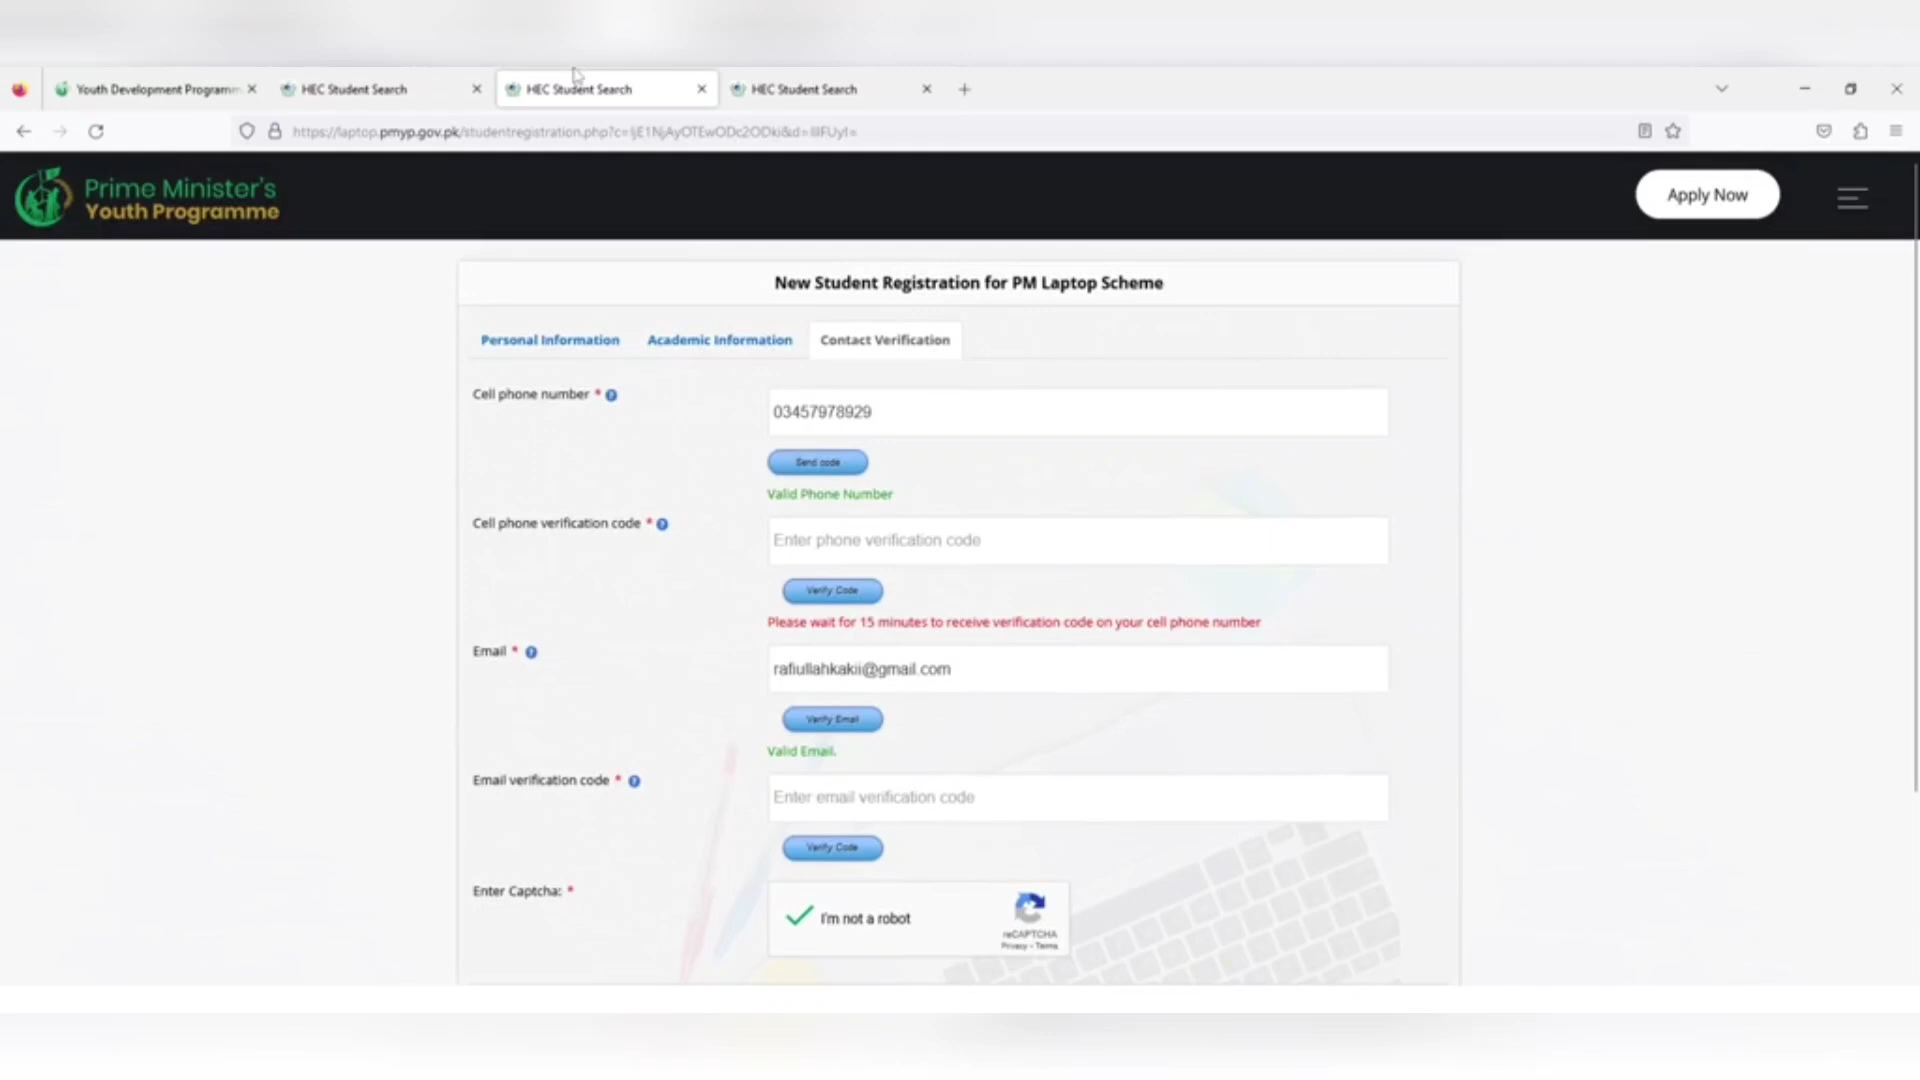 Youth Development Programm
HEC Student Search
HEC Student Search
HEC Student Search
Prime Minister's
Youth Programme
Apply Now
New Student Registration for PM Laptop Scheme
Personal Information
Academic Information
Contact Verification
Cell phone number *
03457978929
Send code
Valid Phone Number
Cell phone verification code *
Enter phone verification code
Verify Code
Please wait for 15 minutes to receive verification code on your cell phone number
Email *
rafiullahkakii@gmail.com
Verify Email
Valid Email.
Email verification code *
Enter email verification code
Verify Code
Enter Captcha: *
I'm not a robot
reCAPTCHA
Privacy - Terms